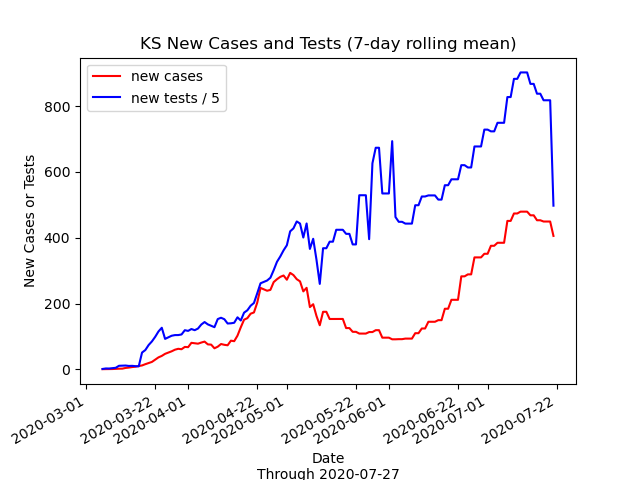 KS New Cases and Tests (7-day rolling mean)
new cases
new tests / 5
New Cases or Tests
800
600
400
200
0
2020-03-01
2020-03-22
2020-04-01
2020-04-22
2020-05-01
2020-05-22
2020-06-01
2020-06-22
2020-07-01
2020-07-22
Date
Through 2020-07-27